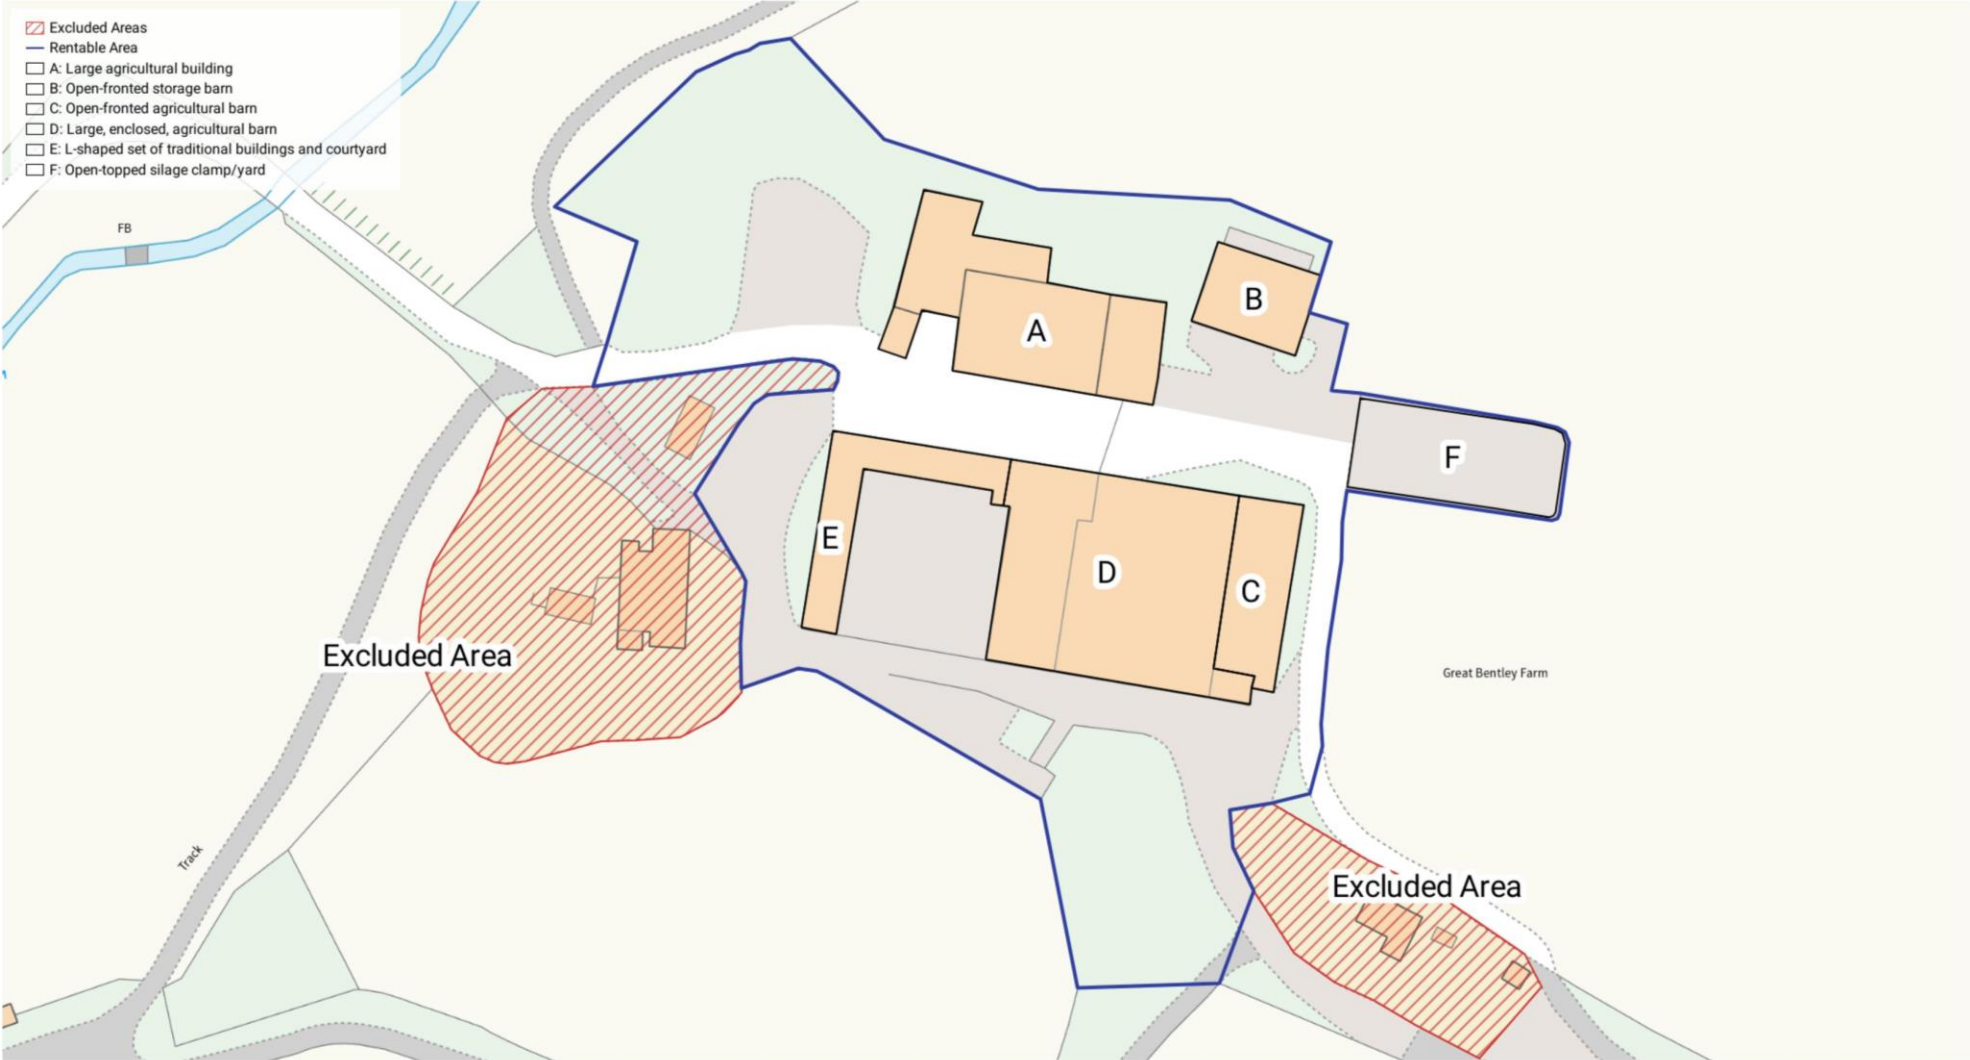 Excluded Areas
Rentable Area
A: Large agricultural building
B: Open-fronted storage barn
C: Open-fronted agricultural barn
D: Large, enclosed, agricultural barn
E: L-shaped set of traditional buildings and courtyard
F: Open-topped silage clamp/yard
FB
B
A
F
E
D
C
Excluded Area
Great Bentley Farm
Track
Excluded Area